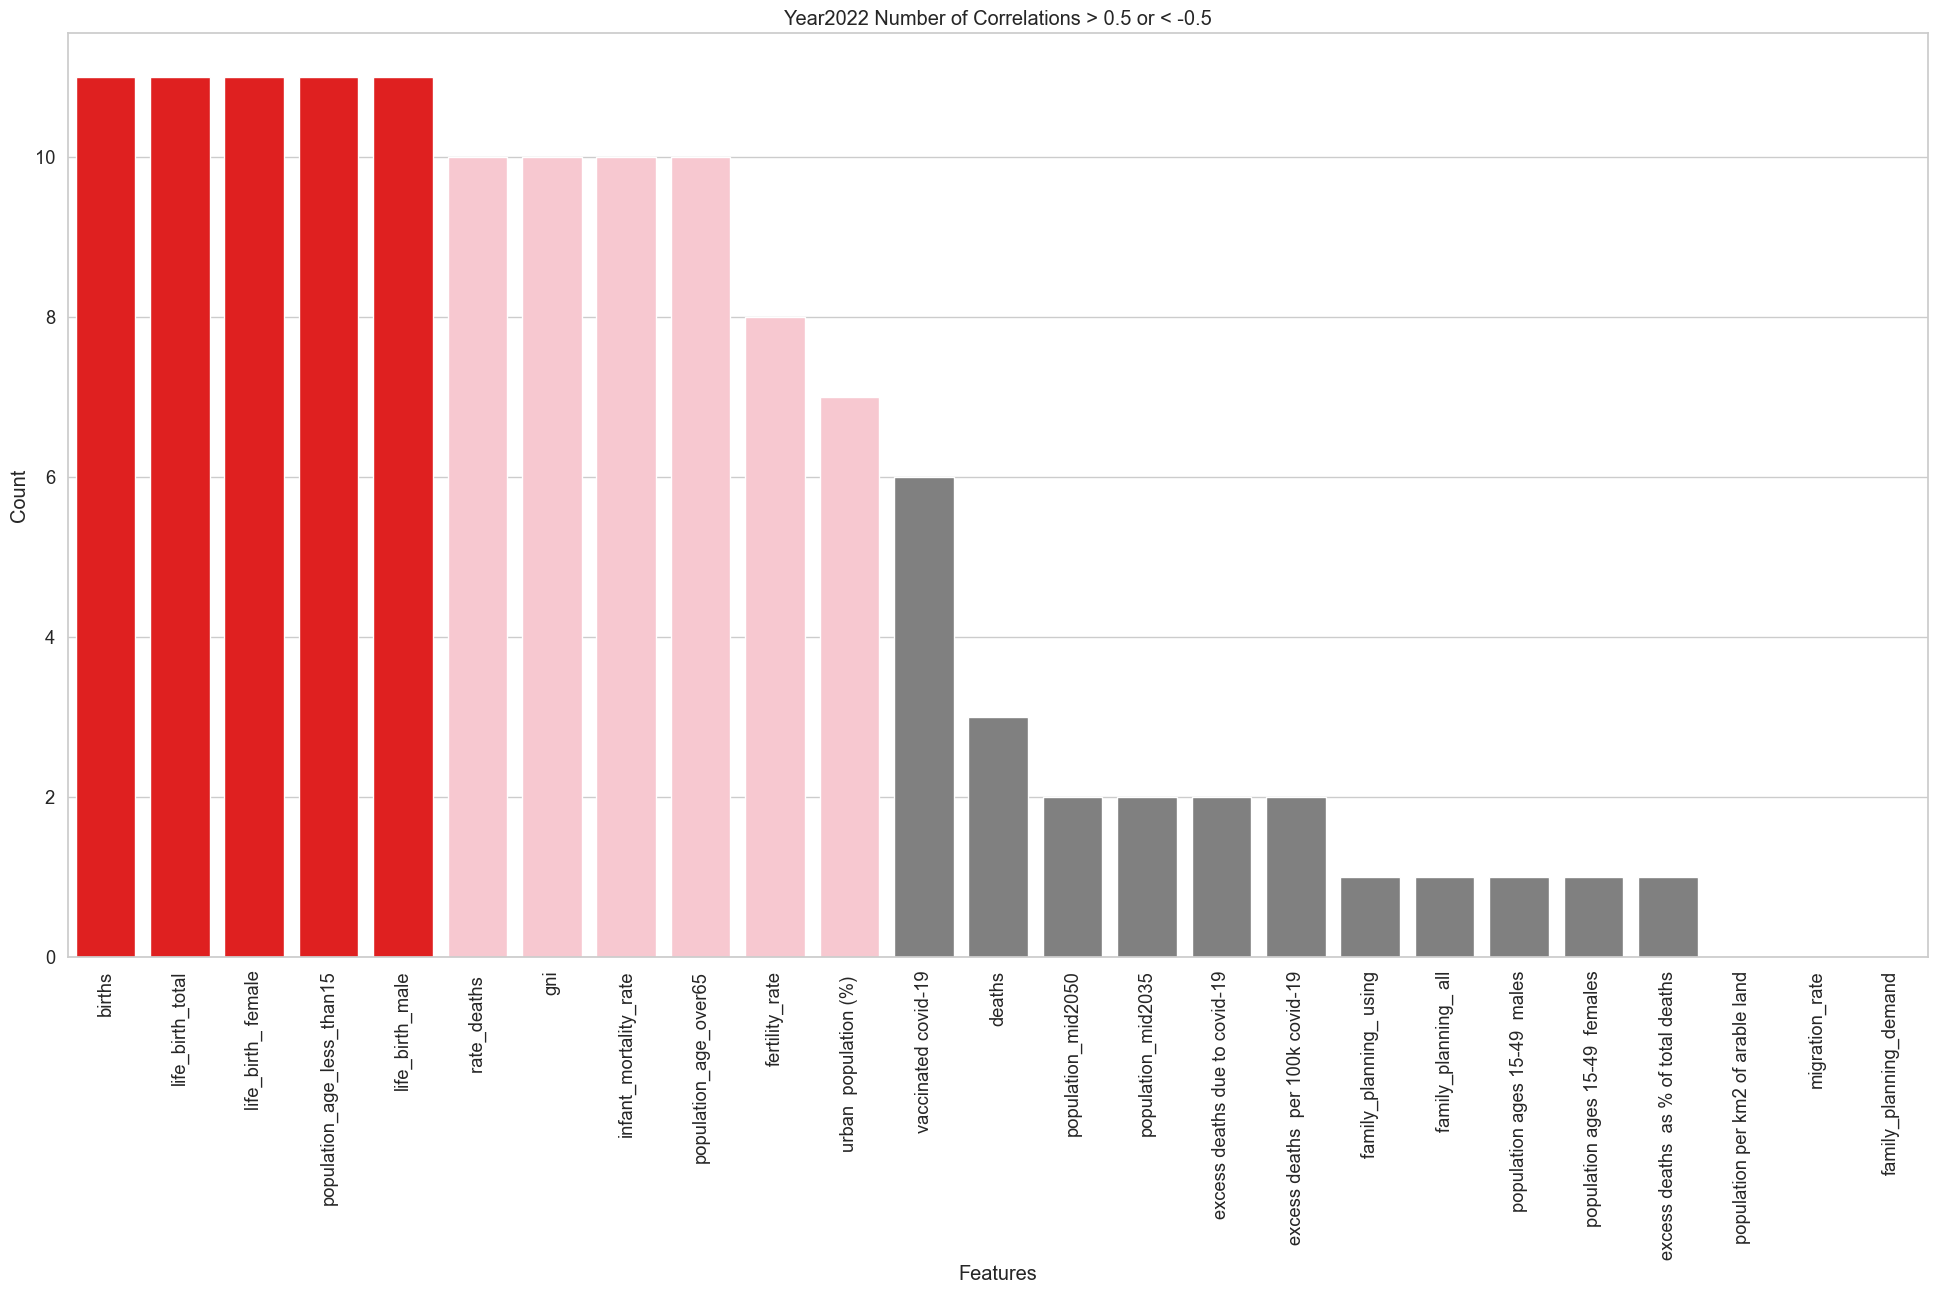 Year2022 Number of Correlations > 0.5 or < -0.5
Count
10
8
6
4
2
0
births
life_birth_total
life_birth_female
population_age_less_than15
life_birth_male
rate_deaths
gni
infant_mortality_rate
population_age_over65
fertility_rate
urban  population (%)
vaccinated covid-19
deaths
population_mid2050
population_mid2035
excess deaths due to covid-19
excess deaths  per 100k covid-19
family_planning_ using
family_planning_ all
population ages 15-49  males
population ages 15-49  females
excess deaths  as % of total deaths
population per km2 of arable land
migration_rate
family_planning_demand
Features